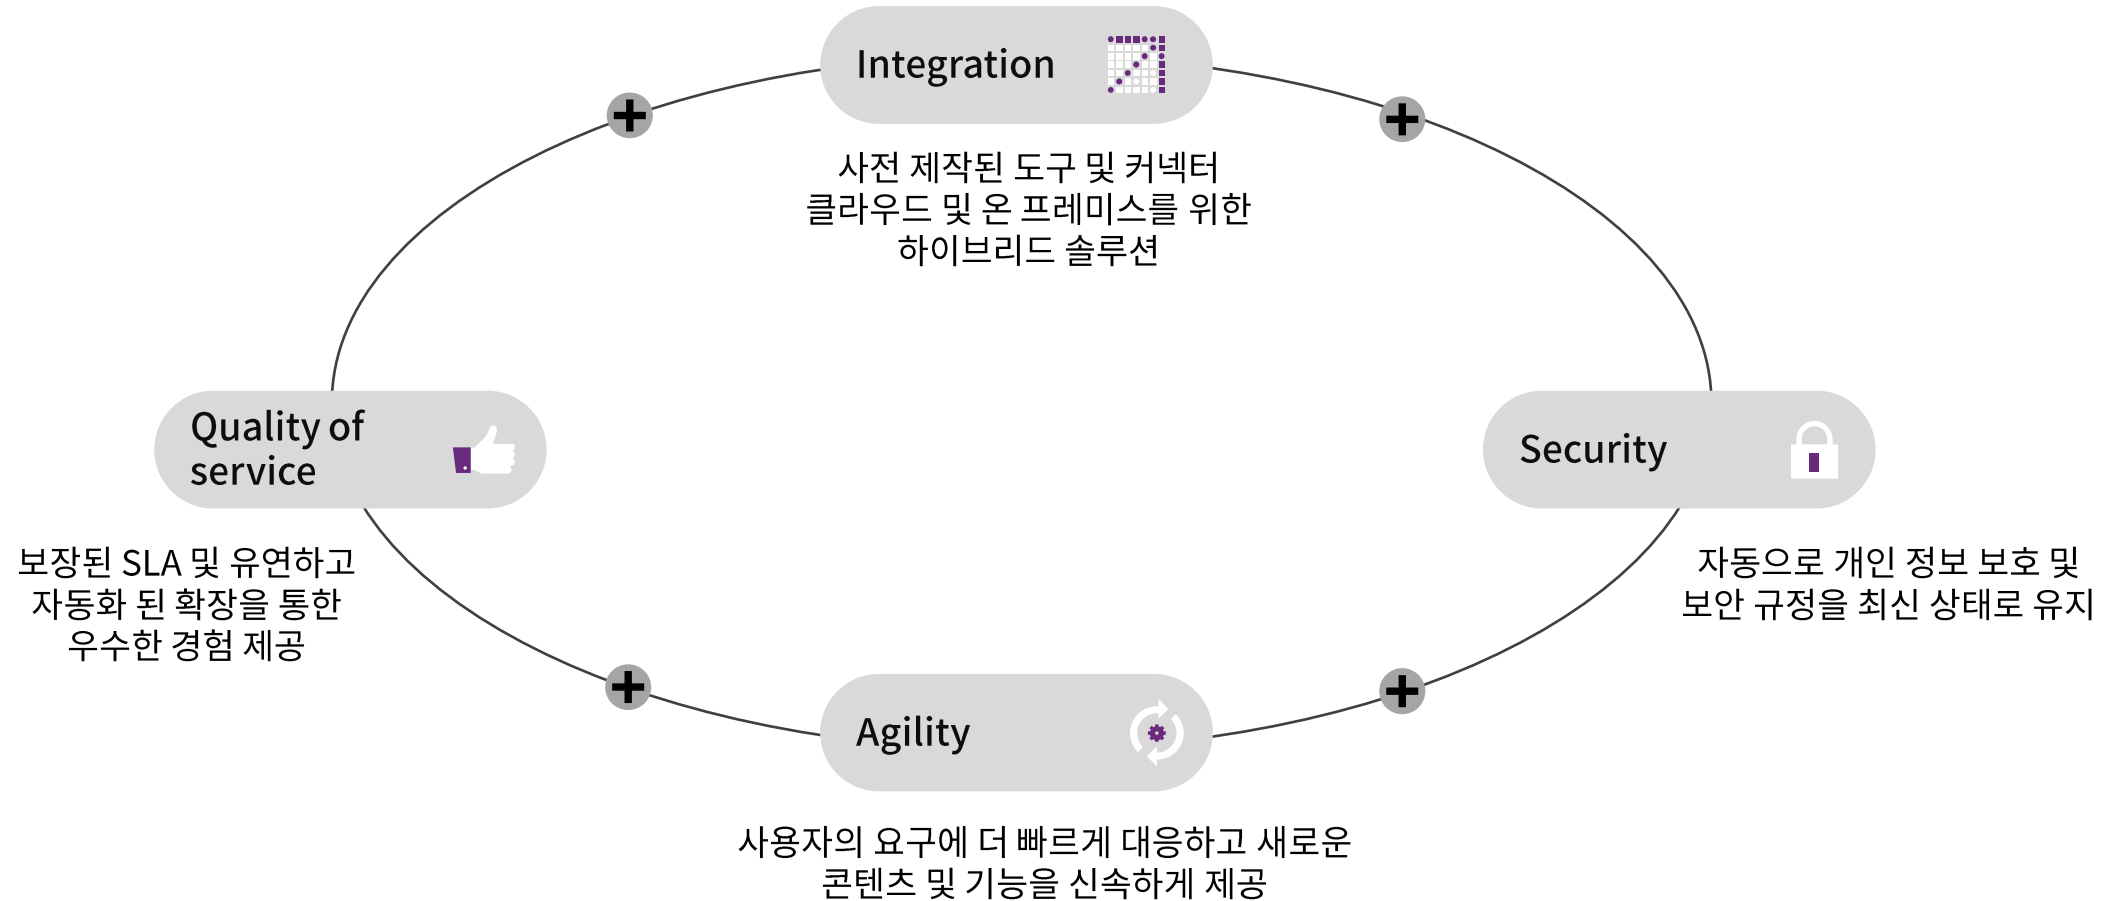 Integration
사전 제작된 도구 및 커넥터
클라우드 및 온 프레미스를 위한
하이브리드 솔루션
Quality of
service
보장된 SLA 및 유연하고
자동화 된 확장을 통한
우수한 경험 제공
Security
자동으로 개인 정보 보호 및
보안 규정을 최신 상태로 유지
Agility
사용자의 요구에 더 빠르게 대응하고 새로운
콘텐츠 및 기능을 신속하게 제공